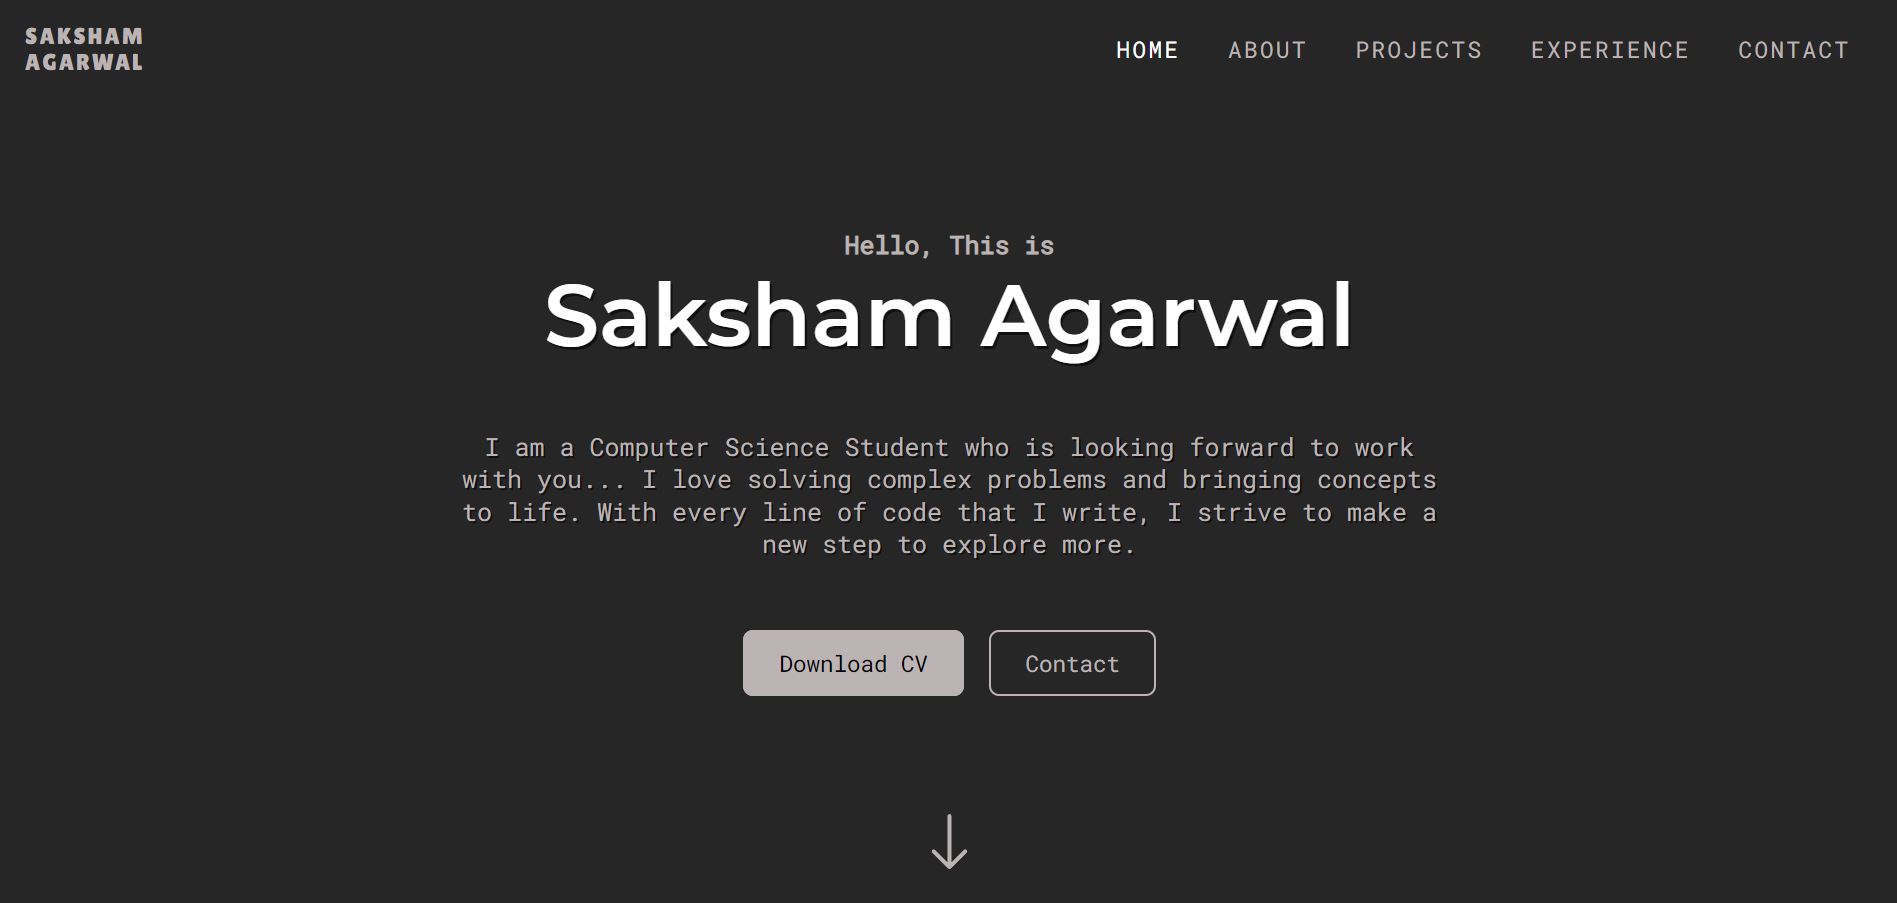 SAKSHAM
AGARWAL
HOME ABOUT PROJECTS EXPERIENCE CONTACT
Hello, This is
Saksham Agarwal
I am a Computer Science Student who is looking forward to work
with you... I love solving complex problems and bringing concepts
to life. With every line of code that I write, I strive to make a
new step to explore more.
Download CV Contact